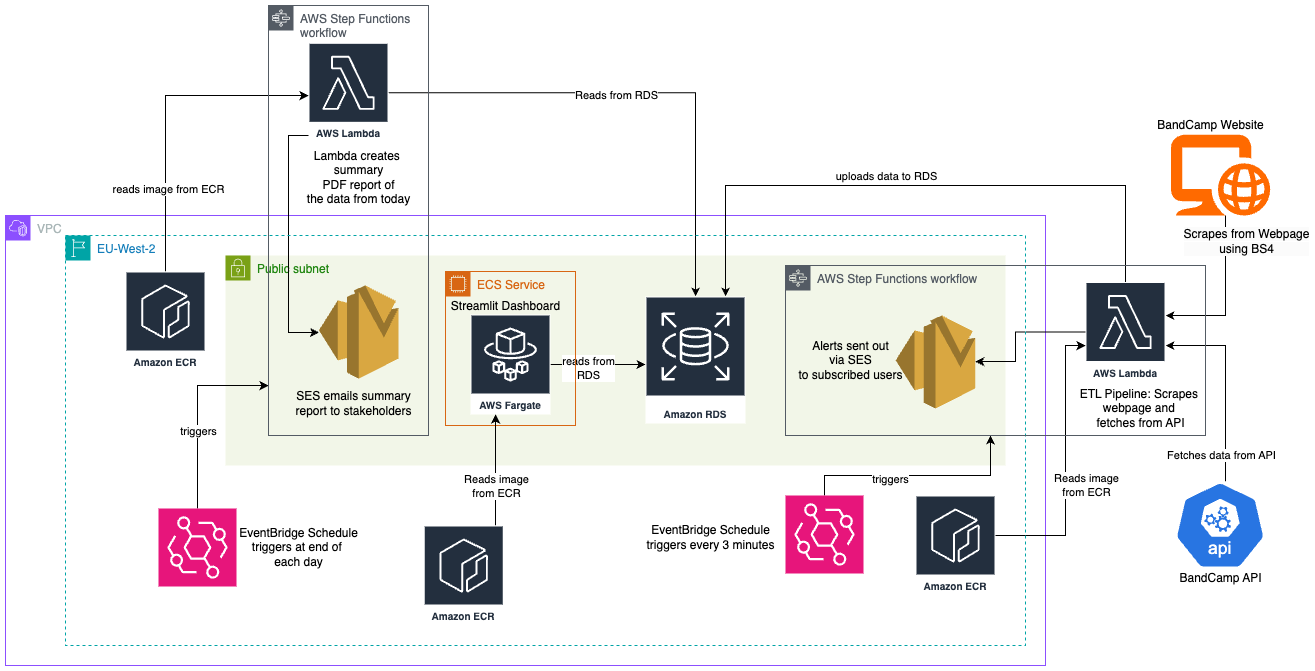 AWS Step Functions
workflow
AWS Lambda
Lambda creates
summary
PDF report of
the data from today
Reads from RDS
reads image from ECR
uploads data to RDS
BandCamp Website
Scrapes from Webpage
using BS4
VPC
EU-West-2
Public subnet
Amazon ECR
SES emails summary
report to stakeholders
ECS Service
Streamlit Dashboard
AWS Fargate
reads from
RDS
Amazon RDS
AWS Step Functions workflow
Alerts sent out
via SES
to subscribed users
AWS Lambda
ETL Pipeline: Scrapes
webpage and
fetches from API
triggers
EventBridge Schedule
triggers at end of
each day
Reads image
from ECR
Amazon ECR
triggers
EventBridge Schedule
triggers every 3 minutes
Amazon ECR
Reads image
from ECR
Fetches data from API
api
BandCamp API